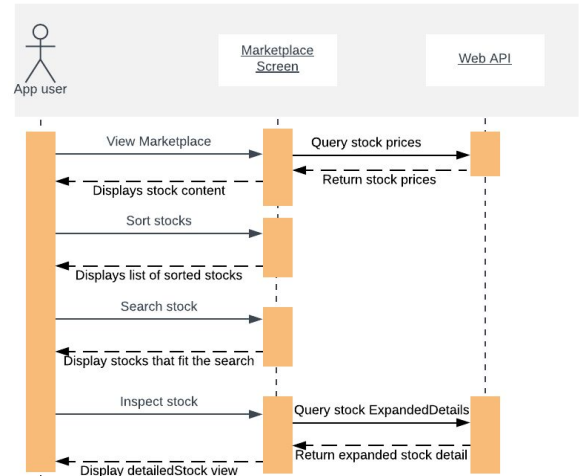 Marketplace
Screen
Web API
App user
View Marketplace
Query stock prices
Return stock prices
Displays stock content
Sort stocks
Displays list of sorted stocks
Search stock
Display stocks that fit the search
Inspect stock
Query stock ExpandedDetails
Return expanded stock detail
Display detailedStock view